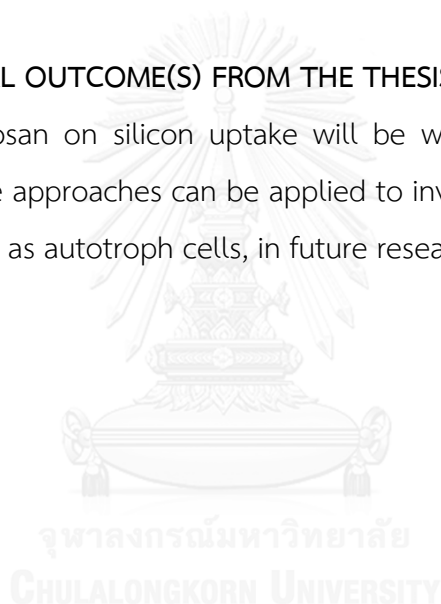 L OUTCOME(S) FROM THE THESIS
osan on silicon uptake will be w
e approaches can be applied to inv
as autotroph cells, in future resea
จุฬาลงกรณ์มหาวิทยาลัย
CHULALONGKORN UNIVERSITY